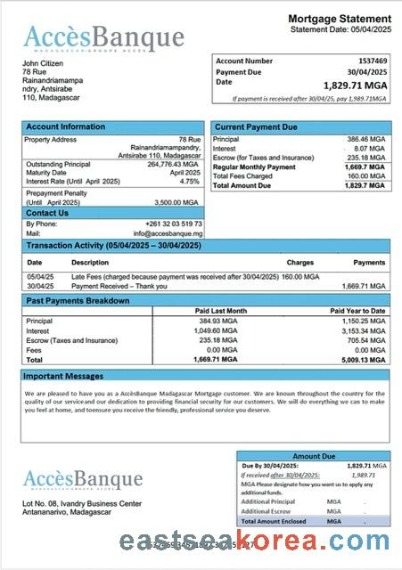 Mortgage Statement
Statement Date: 05/04/2025
AccèsBanque
MADAGASCAR
John Citizen
78 Rue
Rainandriamampa
ndry, Antsirabe
110, Madagascar
Account Number 1537469
Payment Due 30/04/2025
Date
1,829.71 MGA
If payment is received after 30/04/25, pay 1,989.71MGA
Account Information
Property Address 78 Rue
Rainandriamampandry,
Antsirabe 110, Madagascar
Outstanding Principal 264,776.43 MGA
Maturity Date April 2025
Interest Rate (Until April 2025) 4.75%
Prepayment Penalty
(Until April 2025) 3,500.00 MGA
Contact Us
By Phone: +261 32 03 519 73
Mail: info@accesbanque.mg
Current Payment Due
Principal 386.46 MGA
Interest 8.07 MGA
Escrow (for Taxes and Insurance) 235.18 MGA
Regular Monthly Payment 1,669.7 MGA
Total Fees Charged 160.00 MGA
Total Amount Due 1,829.7 MGA
Transaction Activity (05/04/2025 – 30/04/2025)
Date Description Charges Payments
05/04/25 Late Fees (charged because payment was received after 30/04/2025) 160.00 MGA
30/04/25 Payment Received – Thank you 1,669.71 MGA
Past Payments Breakdown
Paid Last Month Paid Year to Date
Principal 384.93 MGA 1,150.25 MGA
Interest 1,049.60 MGA 3,153.34 MGA
Escrow (Taxes and Insurance) 235.18 MGA 705.54 MGA
Fees 0.00 MGA 0.00 MGA
Total 1,669.71 MGA 5,009.13 MGA
Important Messages
We are pleased to have you as a AccèsBanque Madagascar Mortgage customer. We are known throughout the country for the
quality of our service and our dedication to providing financial security for our customers. We will do everything we can to make
you feel at home, and toensure you receive the friendly, professional service you deserve.
AccèsBanque
Lot No. 08, Ivandry Business Center
Antananarivo, Madagascar
Amount Due
Due By 30/04/2025: 1,829.71 MGA
If received after 30/04/2025: 1,989.71
MGA Please designate how you want us to apply any
additional funds.
Additional Principal MGA .
Additional Escrow MGA .
Total Amount Enclosed MGA .
eastseakorea.com